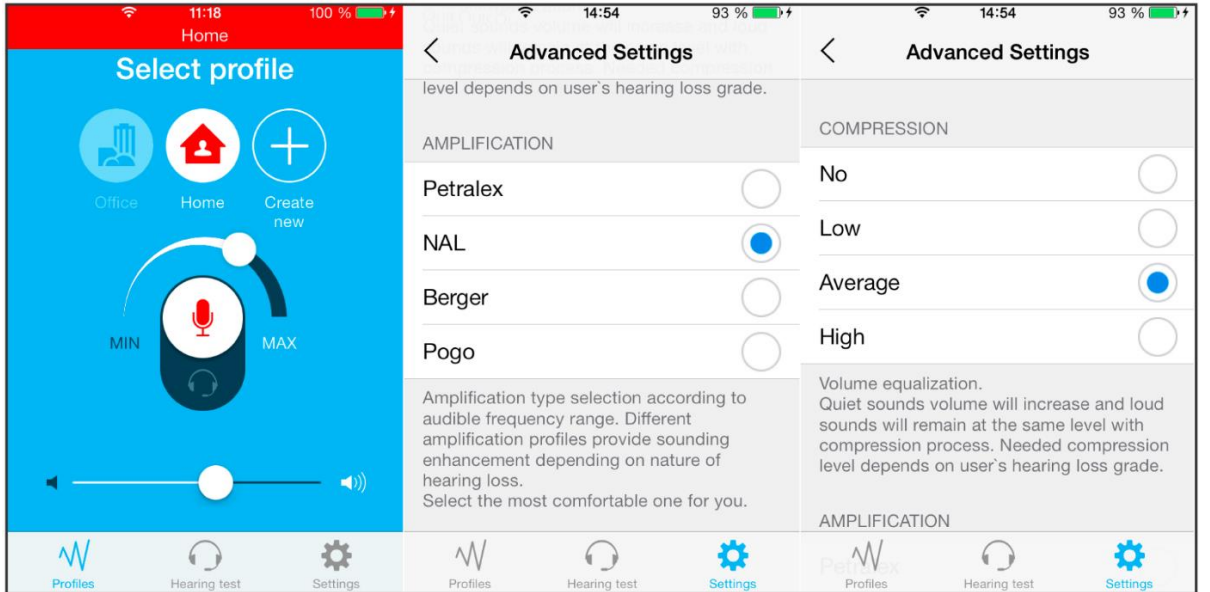 11:18
100 %
Home
Select profile
Office
Home
Create
new
MIN
MAX
Profiles
Hearing test
Settings
14:54
93 %
Advanced Settings
level depends on user`s hearing loss grade.
AMPLIFICATION
Petralex
NAL
Berger
Pogo
Amplification type selection according to
audible frequency range. Different
amplification profiles provide sounding
enhancement depending on nature of
hearing loss.
Select the most comfortable one for you.
Profiles
Hearing test
Settings
14:54
93 %
Advanced Settings
COMPRESSION
No
Low
Average
High
Volume equalization.
Quiet sounds volume will increase and loud
sounds will remain at the same level with
compression process. Needed compression
level depends on user`s hearing loss grade.
AMPLIFICATION
Petralex
Profiles
Hearing test
Settings